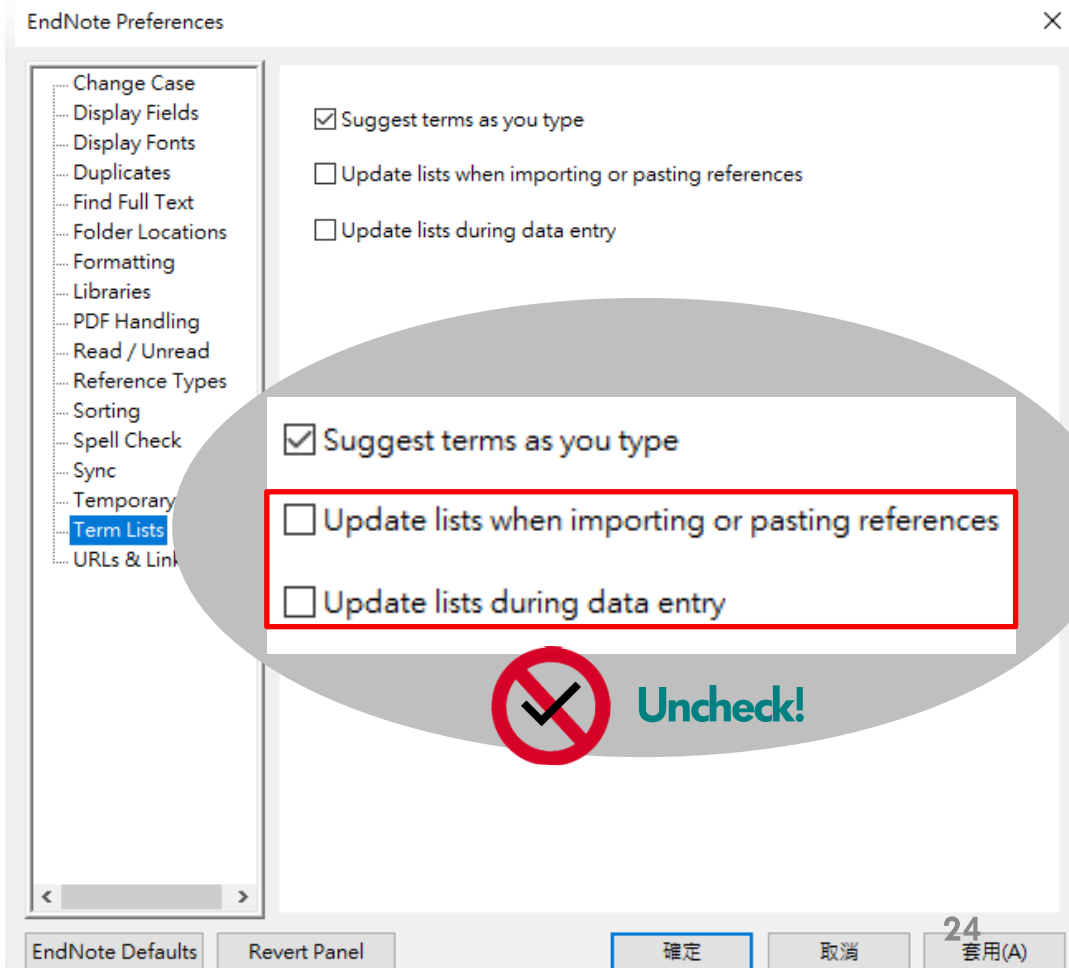 EndNote Preferences
Change Case
Display Fields
Display Fonts
Duplicates
Find Full Text
Folder Locations
Formatting
Libraries
PDF Handling
Read / Unread
Reference Types
Sorting
Spell Check
Sync
Temporary
Term Lists
URLs & Link
Suggest terms as you type
Update lists when importing or pasting references
Update lists during data entry
Suggest terms as you type
Update lists when importing or pasting references
Update lists during data entry
Uncheck!
24
EndNote Defaults
Revert Panel
確定
取消
套用(A)